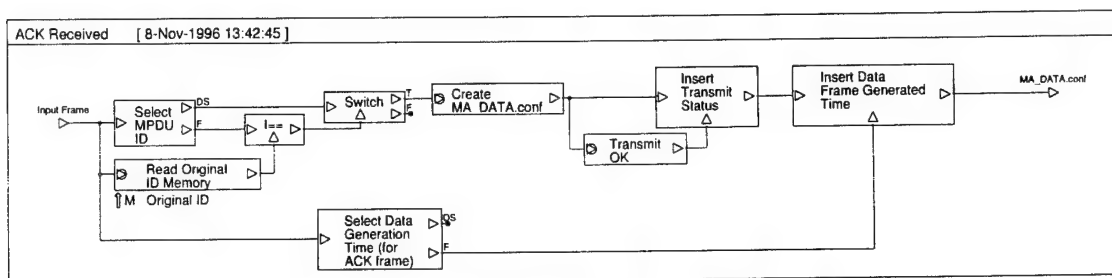 ACK Received [ 8-Nov-1996 13:42:45 ]
Input Frame
Select
MPDU
ID
DS
F
I==
Read Original
ID Memory
M Original ID
Switch
T
F
Create
MA_DATA.conf
Transmit
OK
Insert
Transmit
Status
Insert Data
Frame Generated
Time
MA_DATA.conf
Select Data
Generation
Time (for
ACK frame)
DS
F